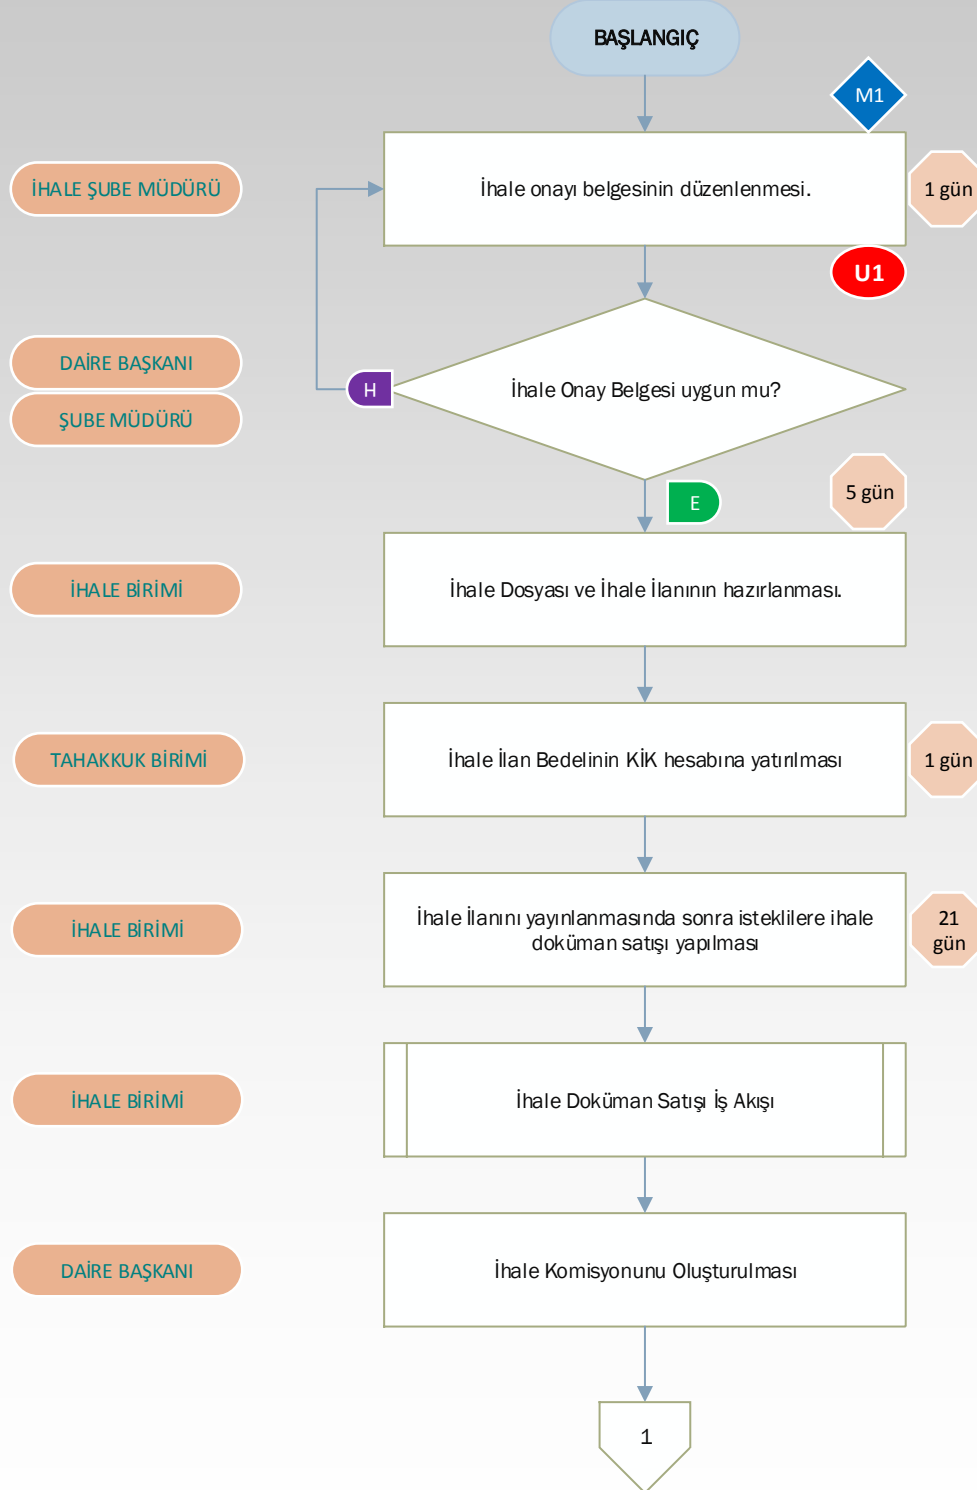 BAŞLANGIÇ
M1
İHALE ŞUBE MÜDÜRÜ
İhale onayı belgesinin düzenlenmesi.
1 gün
U1
DAİRE BAŞKANI
ŞUBE MÜDÜRÜ
H
İhale Onay Belgesi uygun mu?
E
5 gün
İHALE BİRİMİ
İhale Dosyası ve İhale İlanının hazırlanması.
TAHAKKUK BİRİMİ
İhale İlan Bedelinin KİK hesabına yatırılması
1 gün
İHALE BİRİMİ
İhale İlanını yayınlanmasında sonra isteklilere ihale
doküman satışı yapılması
21
gün
İHALE BİRİMİ
İhale Doküman Satışı İş Akışı
DAİRE BAŞKANI
İhale Komisyonunu Oluşturulması
1